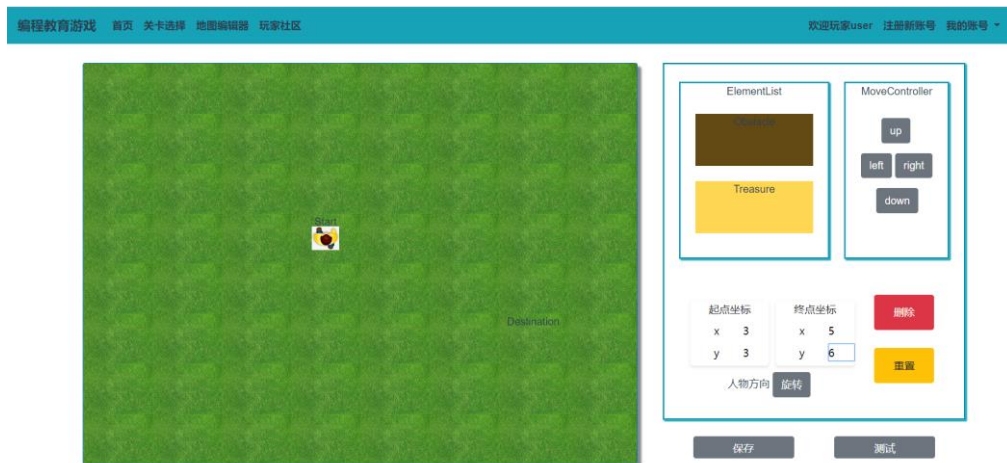 编程教育游戏 首页 关卡选择 地图编辑器 玩家社区 欢迎玩家user 注册新账号 我的账号
Start
Destination
ElementList
Obstacle
Treasure
MoveController
up
left right
down
起点坐标
x 3
y 3
终点坐标
x 5
y 6
删除
重置
人物方向 旋转
保存 测试